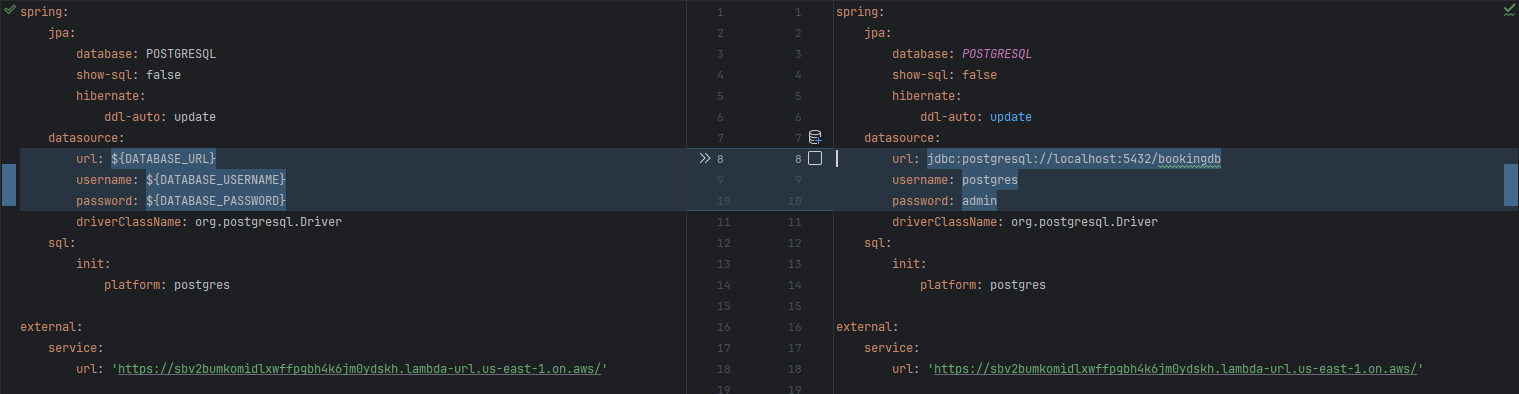 spring:
    jpa:
        database: POSTGRESQL
        show-sql: false
        hibernate:
            ddl-auto: update
    datasource:
        url: ${DATABASE_URL}
        username: ${DATABASE_USERNAME}
        password: ${DATABASE_PASSWORD}
        driverClassName: org.postgresql.Driver
    sql:
        init:
            platform: postgres

external:
    service:
        url: 'https://sbv2bumkomidlxwffpgbh4k6jm0ydskh.lambda-url.us-east-1.on.aws/'
1 1
2 2
3 3
4 4
5 5
6 6
7 7
8 8
9 9
10 10
11 11
12 12
13 13
14 14
15 15
16 16
17 17
18 18
19 19
spring:
    jpa:
        database: POSTGRESQL
        show-sql: false
        hibernate:
            ddl-auto: update
    datasource:
        url: jdbc:postgresql://localhost:5432/bookingdb
        username: postgres
        password: admin
        driverClassName: org.postgresql.Driver
    sql:
        init:
            platform: postgres

external:
    service:
        url: 'https://sbv2bumkomidlxwffpgbh4k6jm0ydskh.lambda-url.us-east-1.on.aws/'